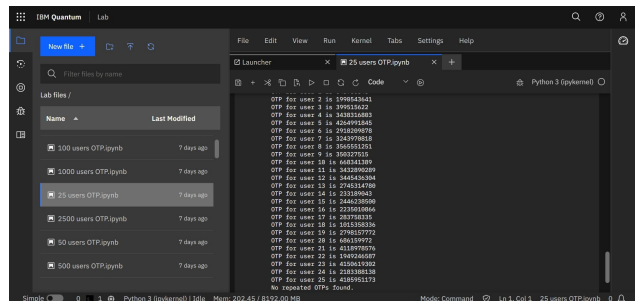 IBM Quantum Lab
File Edit View Run Kernel Tabs Settings Help
New file +
Launcher × 25 users OTP.ipynb × +
Filter files by name
Code Python 3 (ipykernel)
Lab files /
Name Last Modified
100 users OTP.ipynb 7 days ago
1000 users OTP.ipynb 7 days ago
25 users OTP.ipynb 7 days ago
2500 users OTP.ipynb 7 days ago
50 users OTP.ipynb 7 days ago
500 users OTP.ipynb 7 days ago
OTP for user 2 is 1998543641
OTP for user 3 is 399515622
OTP for user 4 is 3438316883
OTP for user 5 is 4264991845
OTP for user 6 is 2910209878
OTP for user 7 is 3243970818
OTP for user 8 is 3565551251
OTP for user 9 is 350327515
OTP for user 10 is 668341389
OTP for user 11 is 3432890289
OTP for user 12 is 3445436304
OTP for user 13 is 2745314780
OTP for user 14 is 233189043
OTP for user 15 is 2446238500
OTP for user 16 is 2235010866
OTP for user 17 is 283758335
OTP for user 18 is 1015358336
OTP for user 19 is 2798157772
OTP for user 20 is 686159972
OTP for user 21 is 4118978576
OTP for user 22 is 1949246587
OTP for user 23 is 4150619302
OTP for user 24 is 2183388138
OTP for user 25 is 4185951173
No repeated OTPs found.
Simple 0 1 Python 3 (ipykernel) | Idle Mem: 202.45 / 8192.00 MB Mode: Command Ln 1, Col 1 25 users OTP.ipynb 0